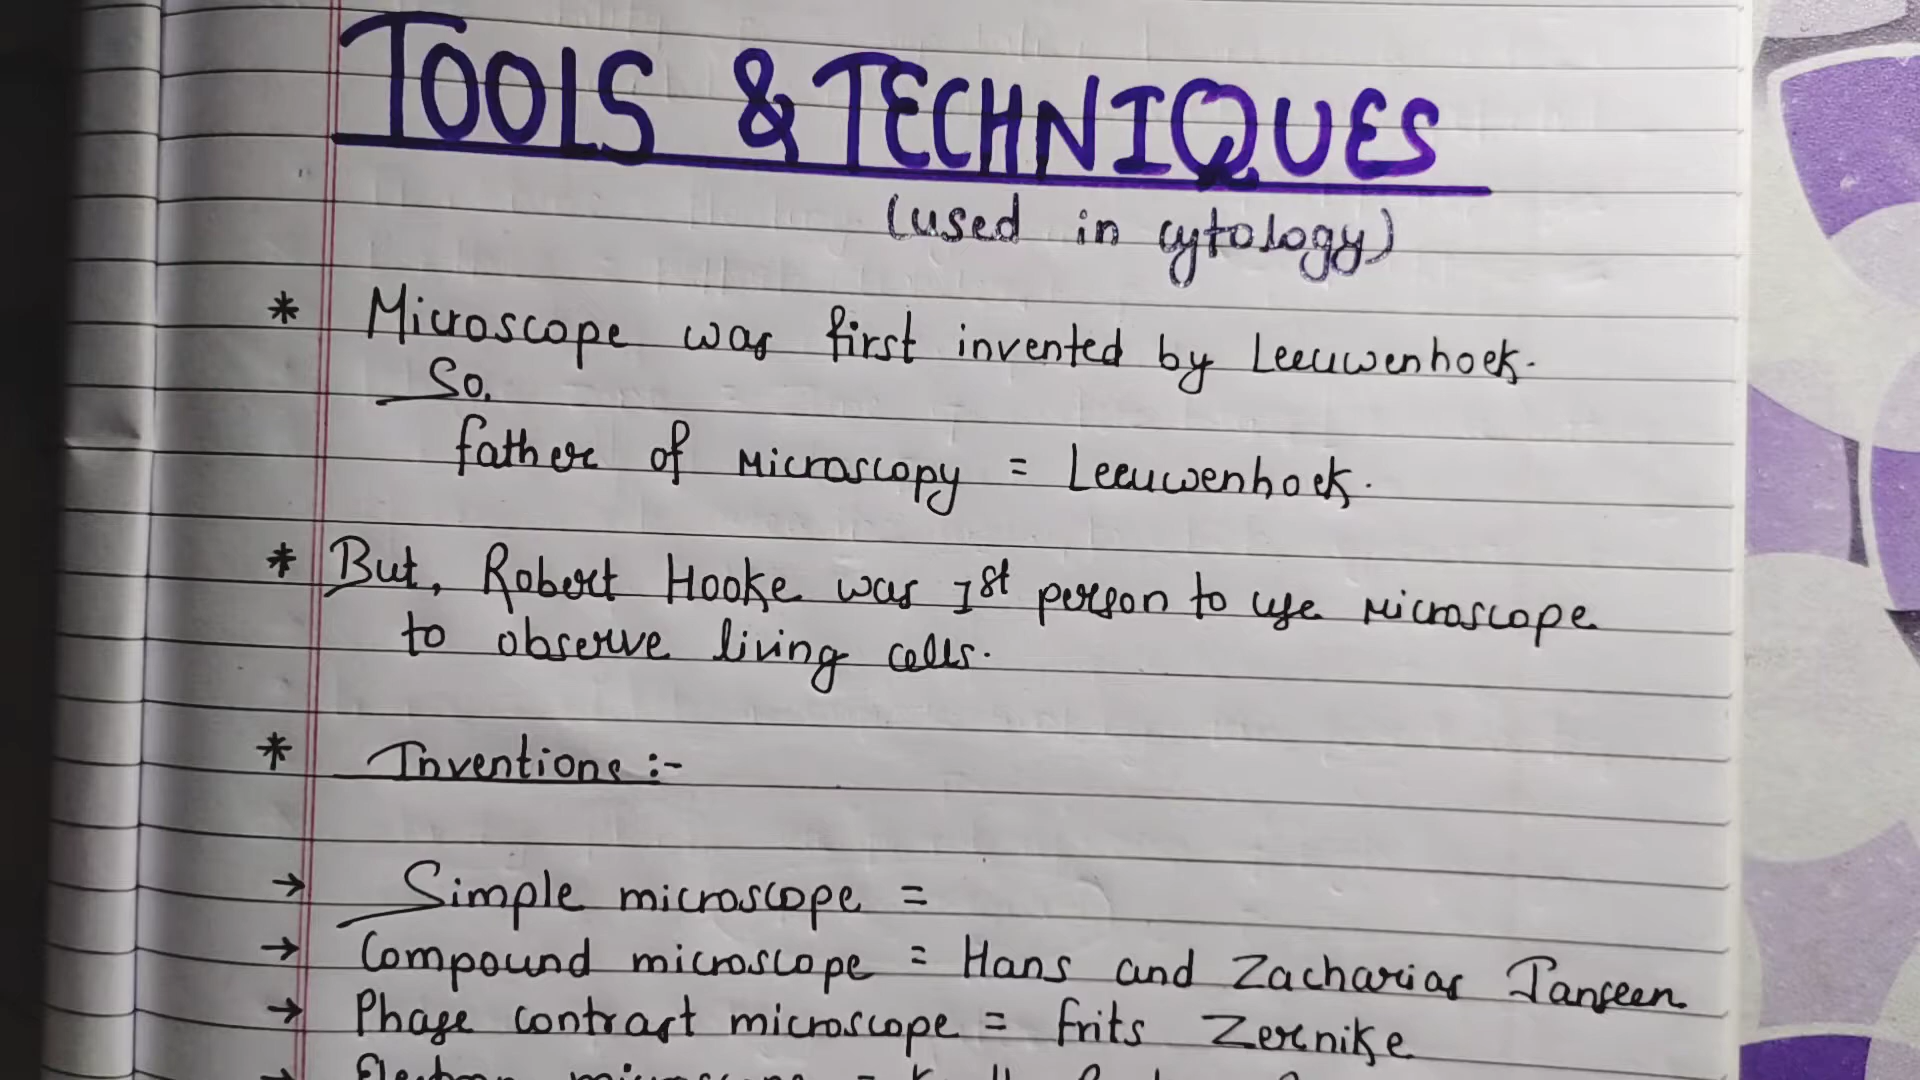 TOOLS & TECHNIQUES
(used in cytology)
* Microscope was first invented by Leeuwenhoek.
So,
father of Microscopy = Leeuwenhoek.
* But, Robert Hooke was 1st person to use Microscope
to observe living cells.
* Inventions :-
→ Simple microscope =
→ Compound microscope = Hans and Zacharias Janseen
→ Phase contrast microscope = Frits Zernike